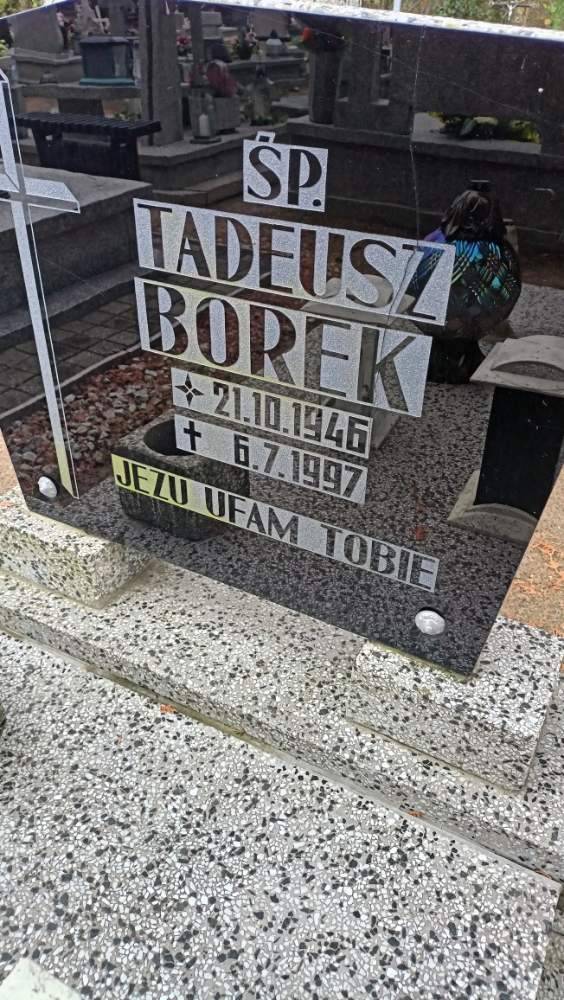 ŚP.
TADEUSZ
BOREK
21.10.1946
6.7.1997
JEZU UFAM TOBIE